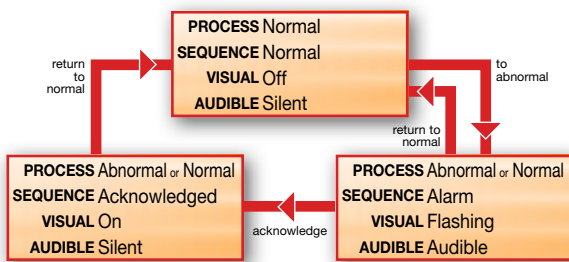 PROCESS Normal
SEQUENCE Normal
VISUAL Off
AUDIBLE Silent
return
to
normal
to
abnormal
return to
normal
PROCESS Abnormal or Normal
SEQUENCE Acknowledged
VISUAL On
AUDIBLE Silent
acknowledge
PROCESS Abnormal or Normal
SEQUENCE Alarm
VISUAL Flashing
AUDIBLE Audible